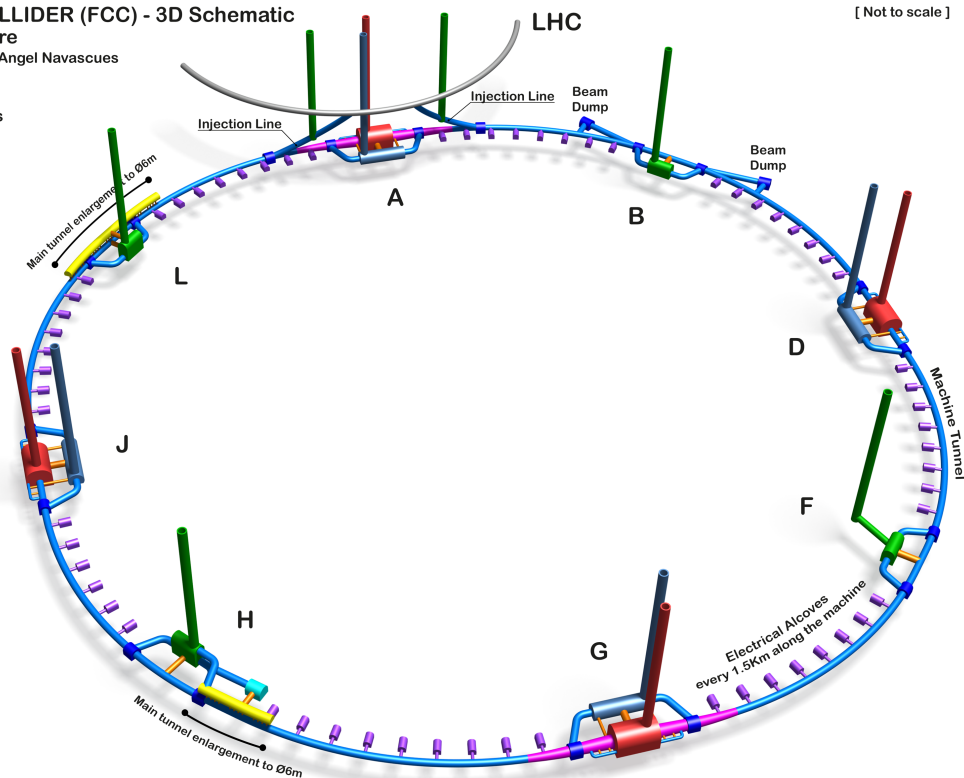 LLIDER (FCC) - 3D Schematic
re
Angel Navascues
s
[ Not to scale ]
LHC
Injection Line
Injection Line
Beam
Dump
Beam
Dump
A
B
Main tunnel enlargement to Ø6m
L
D
Machine Tunnel
J
F
H
G
Electrical Alcoves
every 1.5Km along the machine
Main tunnel enlargement to Ø6m